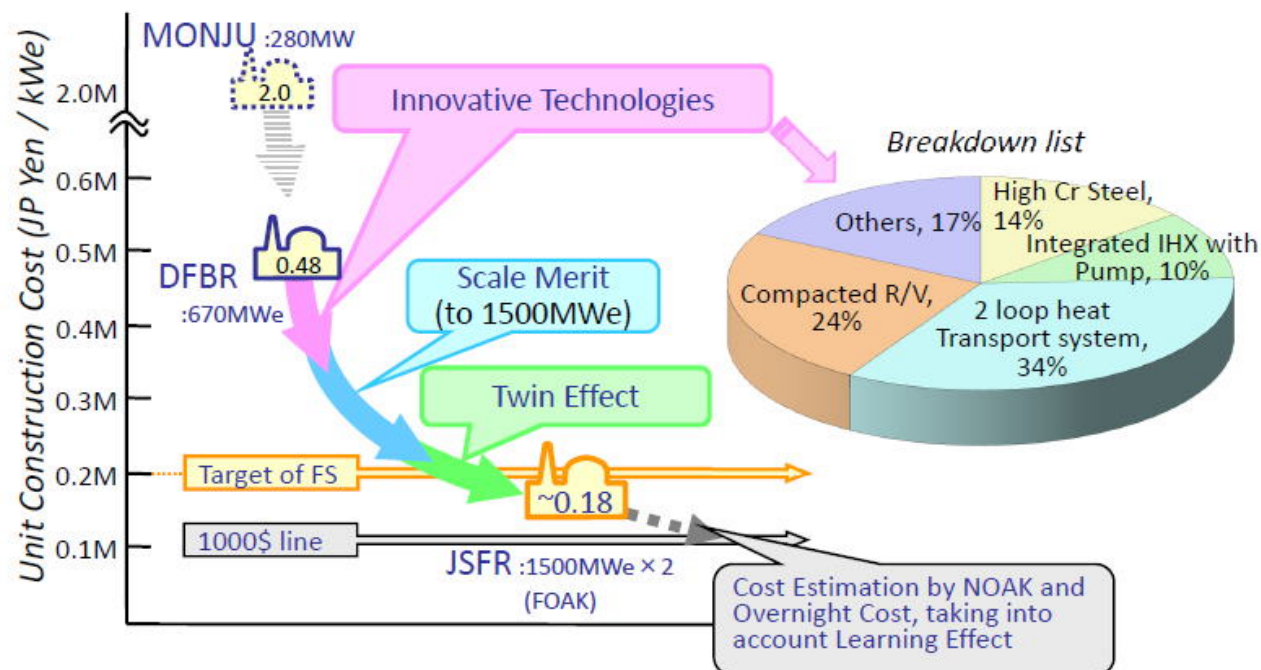 Unit Construction Cost (JP Yen / kWe)
MONJU :280MW
2.0M
2.0
Innovative Technologies
Breakdown list
0.6M
0.5M
0.4M
0.3M
0.2M
0.1M
DFBR
:670MWe
0.48
Scale Merit
(to 1500MWe)
Twin Effect
Target of FS
~0.18
1000$ line
JSFR :1500MWe × 2
(FOAK)
Cost Estimation by NOAK and
Overnight Cost, taking into
account Learning Effect
High Cr Steel,
14%
Others, 17%
Integrated IHX with
Pump, 10%
Compacted R/V,
24%
2 loop heat
Transport system,
34%